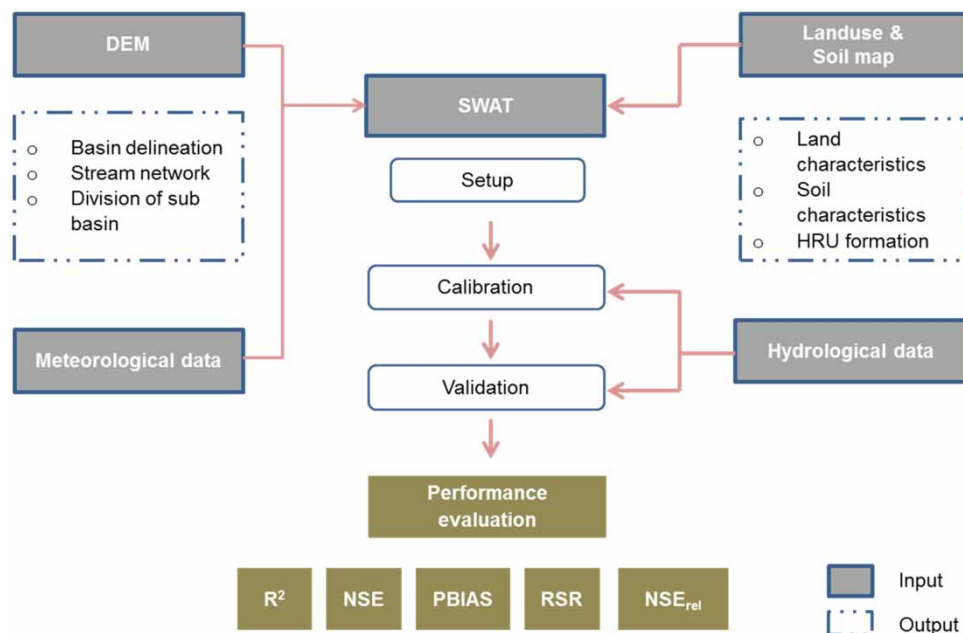 DEM
Landuse &
Soil map
SWAT
o Basin delineation
o Stream network
o Division of sub
basin
Setup
o Land
characteristics
o Soil
characteristics
o HRU formation
Calibration
Meteorological data
Hydrological data
Validation
Performance
evaluation
R²
NSE
PBIAS
RSR
NSErel
Input
Output